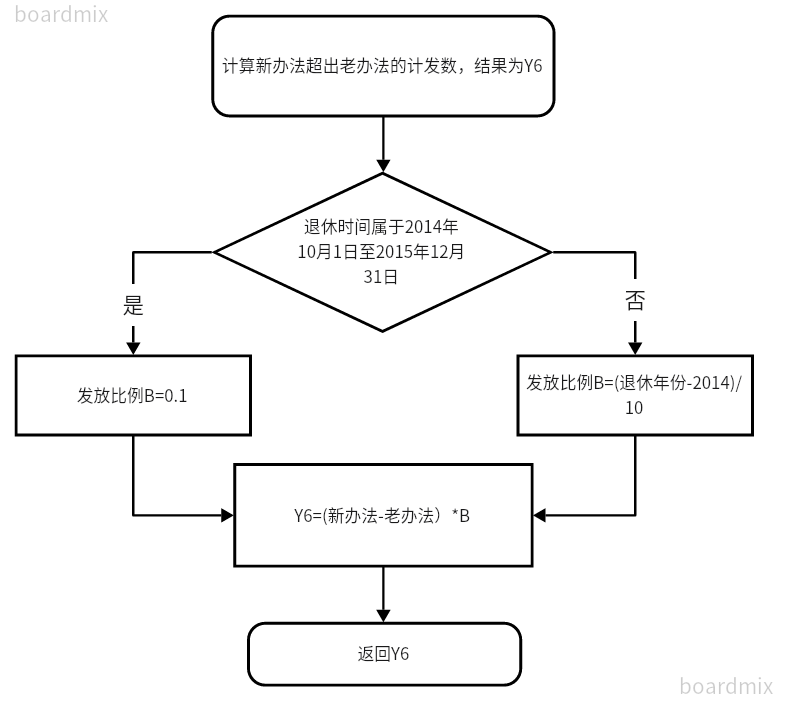 boardmix
计算新办法超出老办法的计发数，结果为Y6
退休时间属于2014年
10月1日至2015年12月
31日
是
否
发放比例B=0.1
发放比例B=(退休年份-2014)/
10
Y6=(新办法-老办法）*B
返回Y6
boardmix